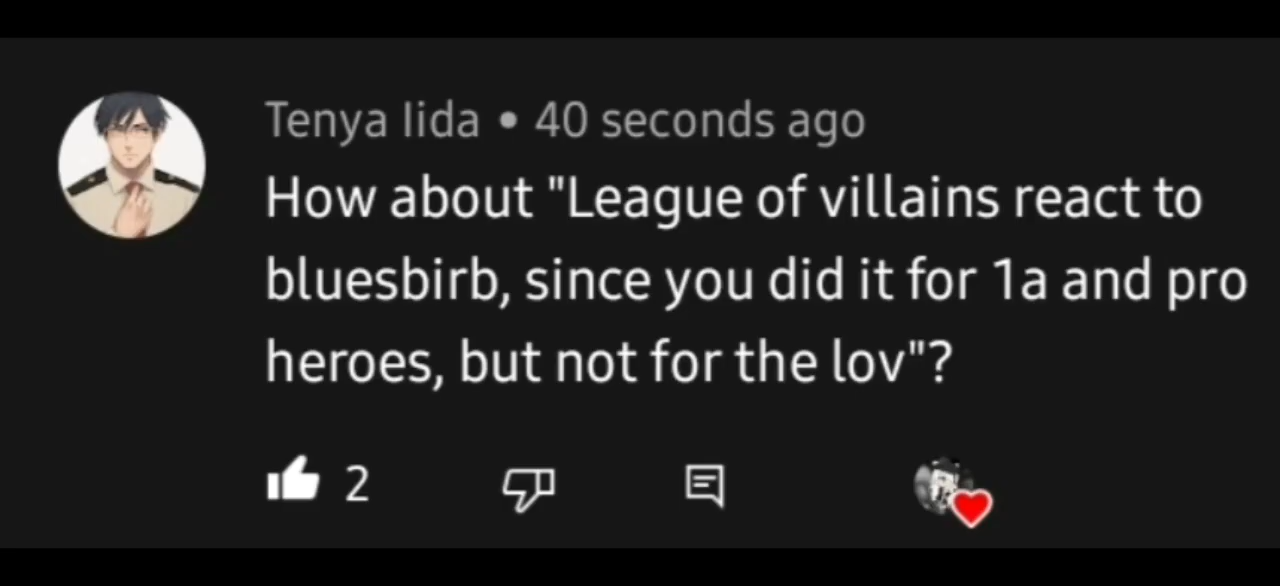 Tenya Iida • 40 seconds ago
How about "League of villains react to
bluesbirb, since you did it for 1a and pro
heroes, but not for the lov"?
2